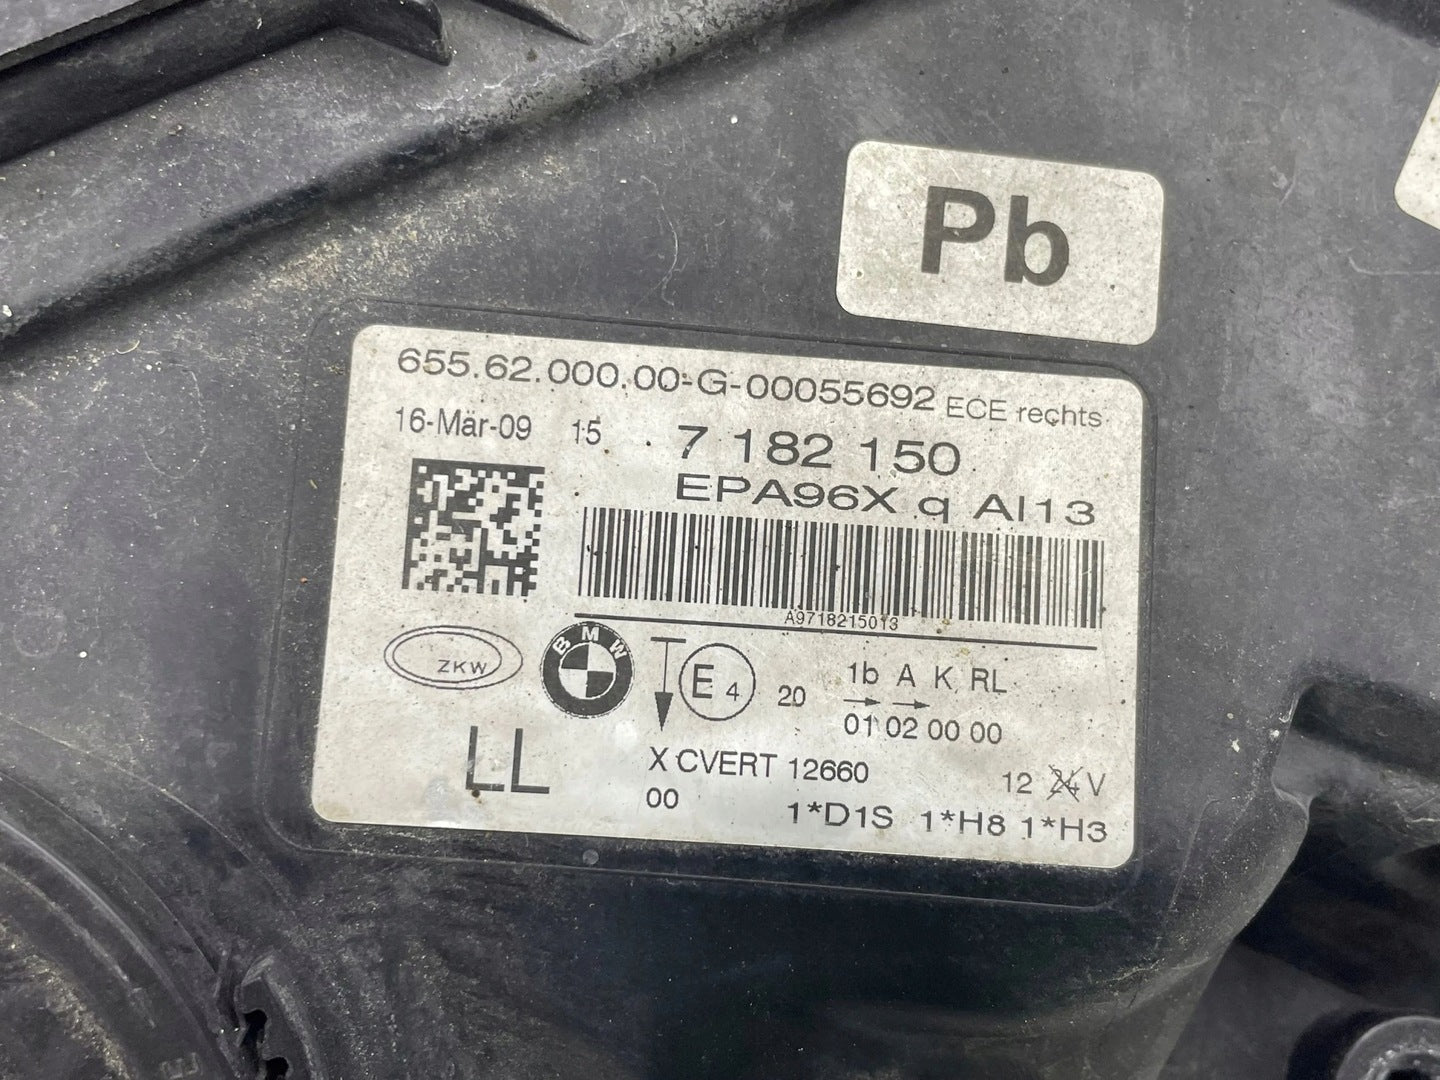 Pb
655.62.000.00-G-00055692 ECE rechts
16-Mär-09 15 7 182 150
EPA96X q AI13
A9718215013
ZKW
BMW
E4 20
1b A K RL
01 02 00 00
LL
X CVERT 12660
00
12 24 V
1*D1S 1*H8 1*H3